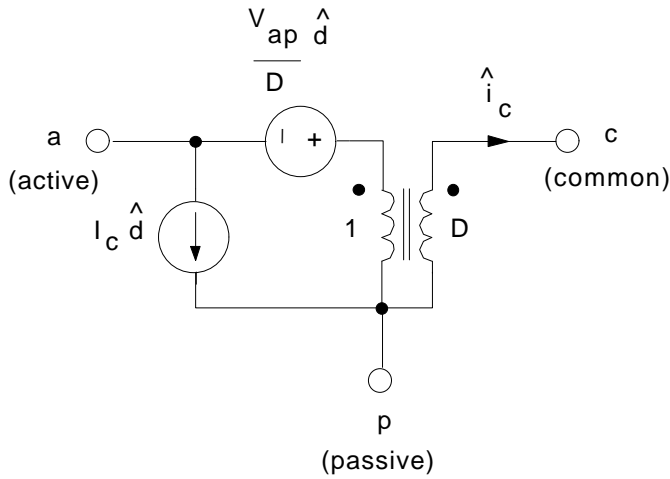 V_ap d̂
D
î_c
a
(active)
c
(common)
- +
I_c d̂
1
D
p
(passive)